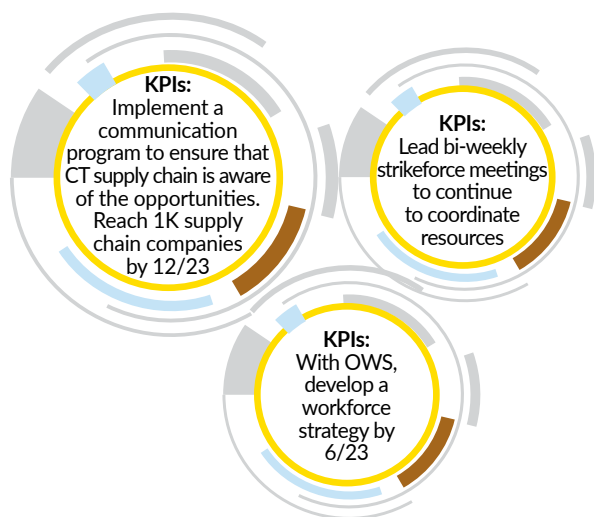 KPIs:
Implement a
communication
program to ensure that
CT supply chain is aware
of the opportunities.
Reach 1K supply
chain companies
by 12/23
KPIs:
Lead bi-weekly
strikeforce meetings
to continue
to coordinate
resources
KPIs:
With OWS,
develop a
workforce
strategy by
6/23